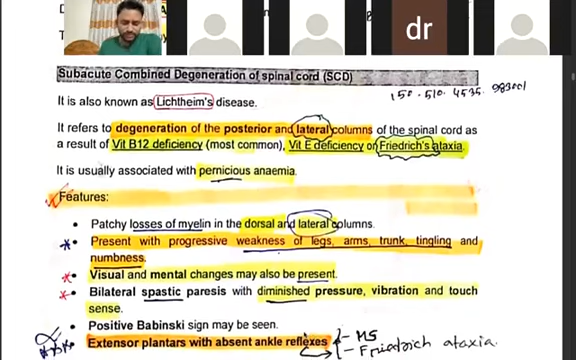 dr
Subacute Combined Degeneration of spinal cord (SCD)
150 · 510 · 4535 · 983001
It is also known as Lichtheim's disease.
It refers to degeneration of the posterior and lateral columns of the spinal cord as
a result of Vit B12 deficiency (most common), Vit E deficiency or Friedrich's ataxia.
It is usually associated with pernicious anaemia.
Features:
• Patchy losses of myelin in the dorsal and lateral columns.
• Present with progressive weakness of legs, arms, trunk, tingling and
numbness.
• Visual and mental changes may also be present.
• Bilateral spastic paresis with diminished pressure, vibration and touch
sense.
• Positive Babinski sign may be seen.
• Extensor plantars with absent ankle reflexes
- MS
- Friedrich ataxia.